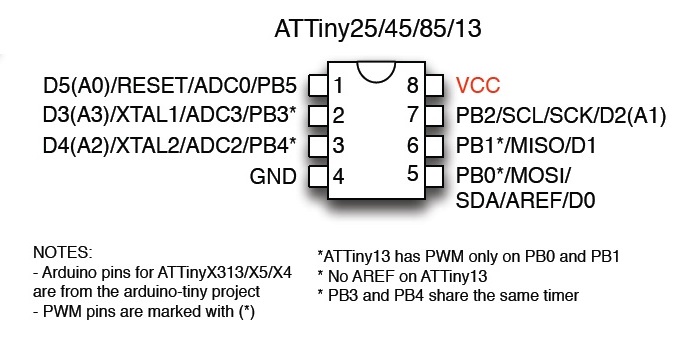 ATTiny25/45/85/13
D5(A0)/RESET/ADC0/PB5 1
D3(A3)/XTAL1/ADC3/PB3* 2
D4(A2)/XTAL2/ADC2/PB4* 3
GND 4
8 VCC
7 PB2/SCL/SCK/D2(A1)
6 PB1*/MISO/D1
5 PB0*/MOSI/
SDA/AREF/D0
NOTES:
- Arduino pins for ATTinyX313/X5/X4
are from the arduino-tiny project
- PWM pins are marked with (*)
*ATTiny13 has PWM only on PB0 and PB1
* No AREF on ATTiny13
* PB3 and PB4 share the same timer